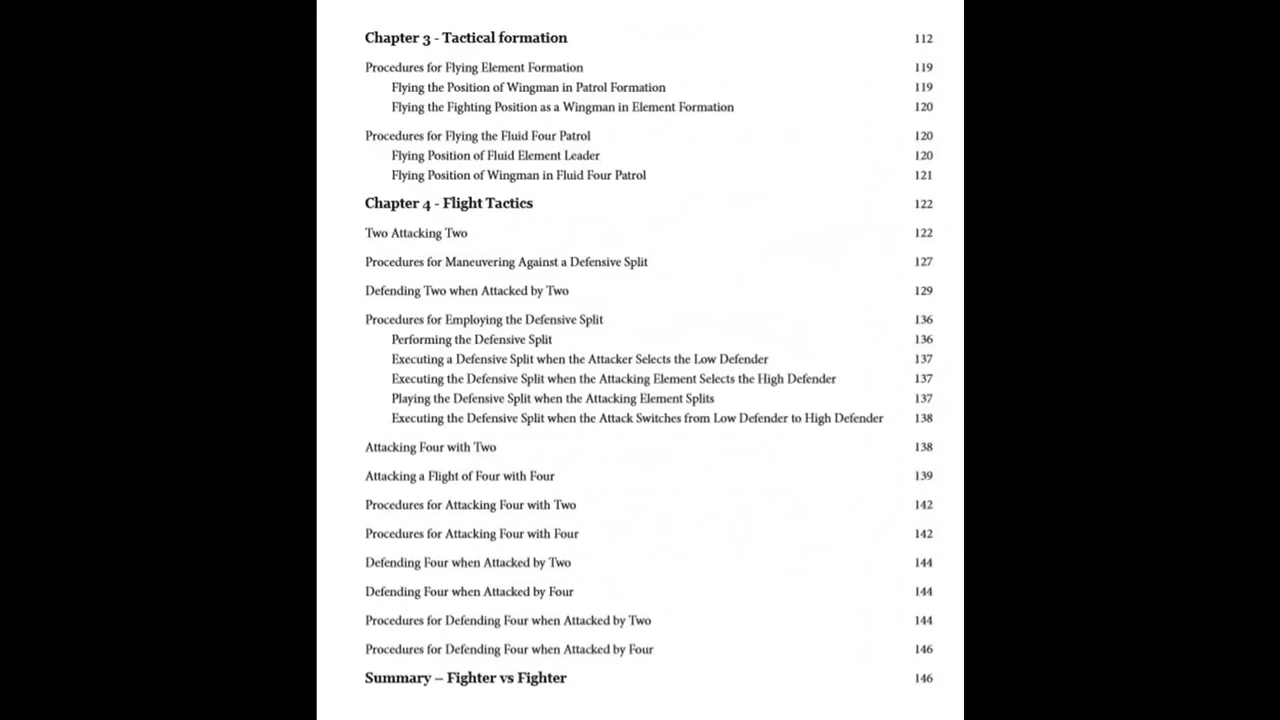 Chapter 3 - Tactical formation 112
Procedures for Flying Element Formation 119
Flying the Position of Wingman in Patrol Formation 119
Flying the Fighting Position as a Wingman in Element Formation 120
Procedures for Flying the Fluid Four Patrol 120
Flying Position of Fluid Element Leader 120
Flying Position of Wingman in Fluid Four Patrol 121
Chapter 4 - Flight Tactics 122
Two Attacking Two 122
Procedures for Maneuvering Against a Defensive Split 127
Defending Two when Attacked by Two 129
Procedures for Employing the Defensive Split 136
Performing the Defensive Split 136
Executing a Defensive Split when the Attacker Selects the Low Defender 137
Executing the Defensive Split when the Attacking Element Selects the High Defender 137
Playing the Defensive Split when the Attacking Element Splits 137
Executing the Defensive Split when the Attack Switches from Low Defender to High Defender 138
Attacking Four with Two 138
Attacking a Flight of Four with Four 139
Procedures for Attacking Four with Two 142
Procedures for Attacking Four with Four 142
Defending Four when Attacked by Two 144
Defending Four when Attacked by Four 144
Procedures for Defending Four when Attacked by Two 144
Procedures for Defending Four when Attacked by Four 146
Summary – Fighter vs Fighter 146